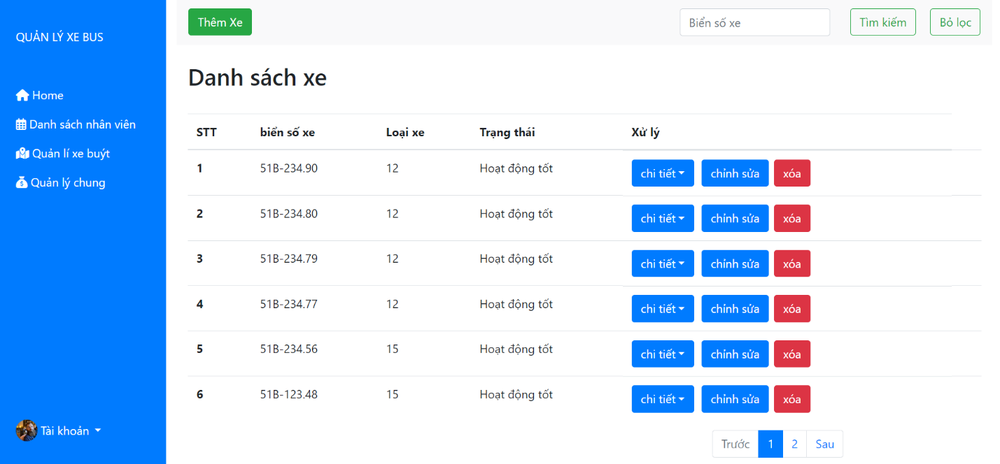 QUẢN LÝ XE BUS
Home
Danh sách nhân viên
Quản lí xe buýt
Quản lý chung
Tài khoản
Thêm Xe
Biển số xe
Tìm kiếm
Bỏ lọc
Danh sách xe
STT biển số xe Loại xe Trạng thái Xử lý
1 51B-234.90 12 Hoạt động tốt chi tiết chỉnh sửa xóa
2 51B-234.80 12 Hoạt động tốt chi tiết chỉnh sửa xóa
3 51B-234.79 12 Hoạt động tốt chi tiết chỉnh sửa xóa
4 51B-234.77 12 Hoạt động tốt chi tiết chỉnh sửa xóa
5 51B-234.56 15 Hoạt động tốt chi tiết chỉnh sửa xóa
6 51B-123.48 15 Hoạt động tốt chi tiết chỉnh sửa xóa
Trước 1 2 Sau